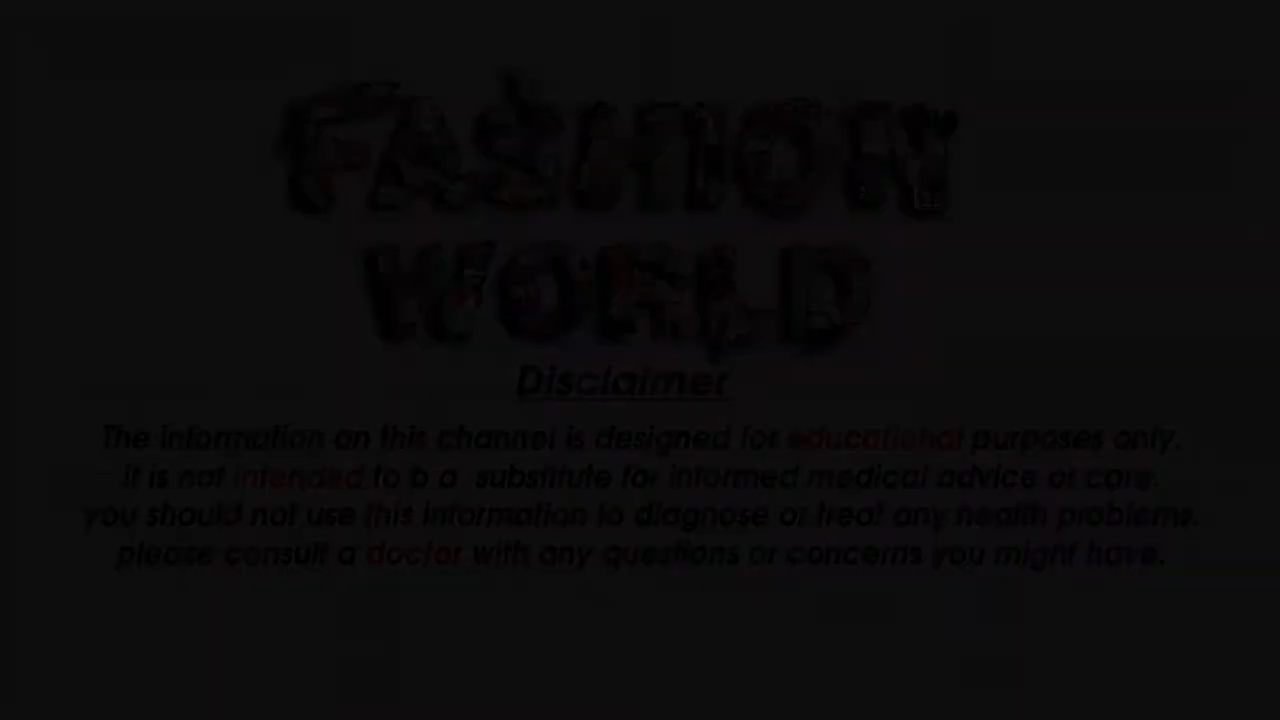 FASHION
WORLD
Disclaimer
The information on this channel is designed for educational purposes only.
it is not intended to b a substitute for informed medical advice or care.
you should not use this information to diagnose or treat any health problems.
please consult a doctor with any questions or concerns you might have.